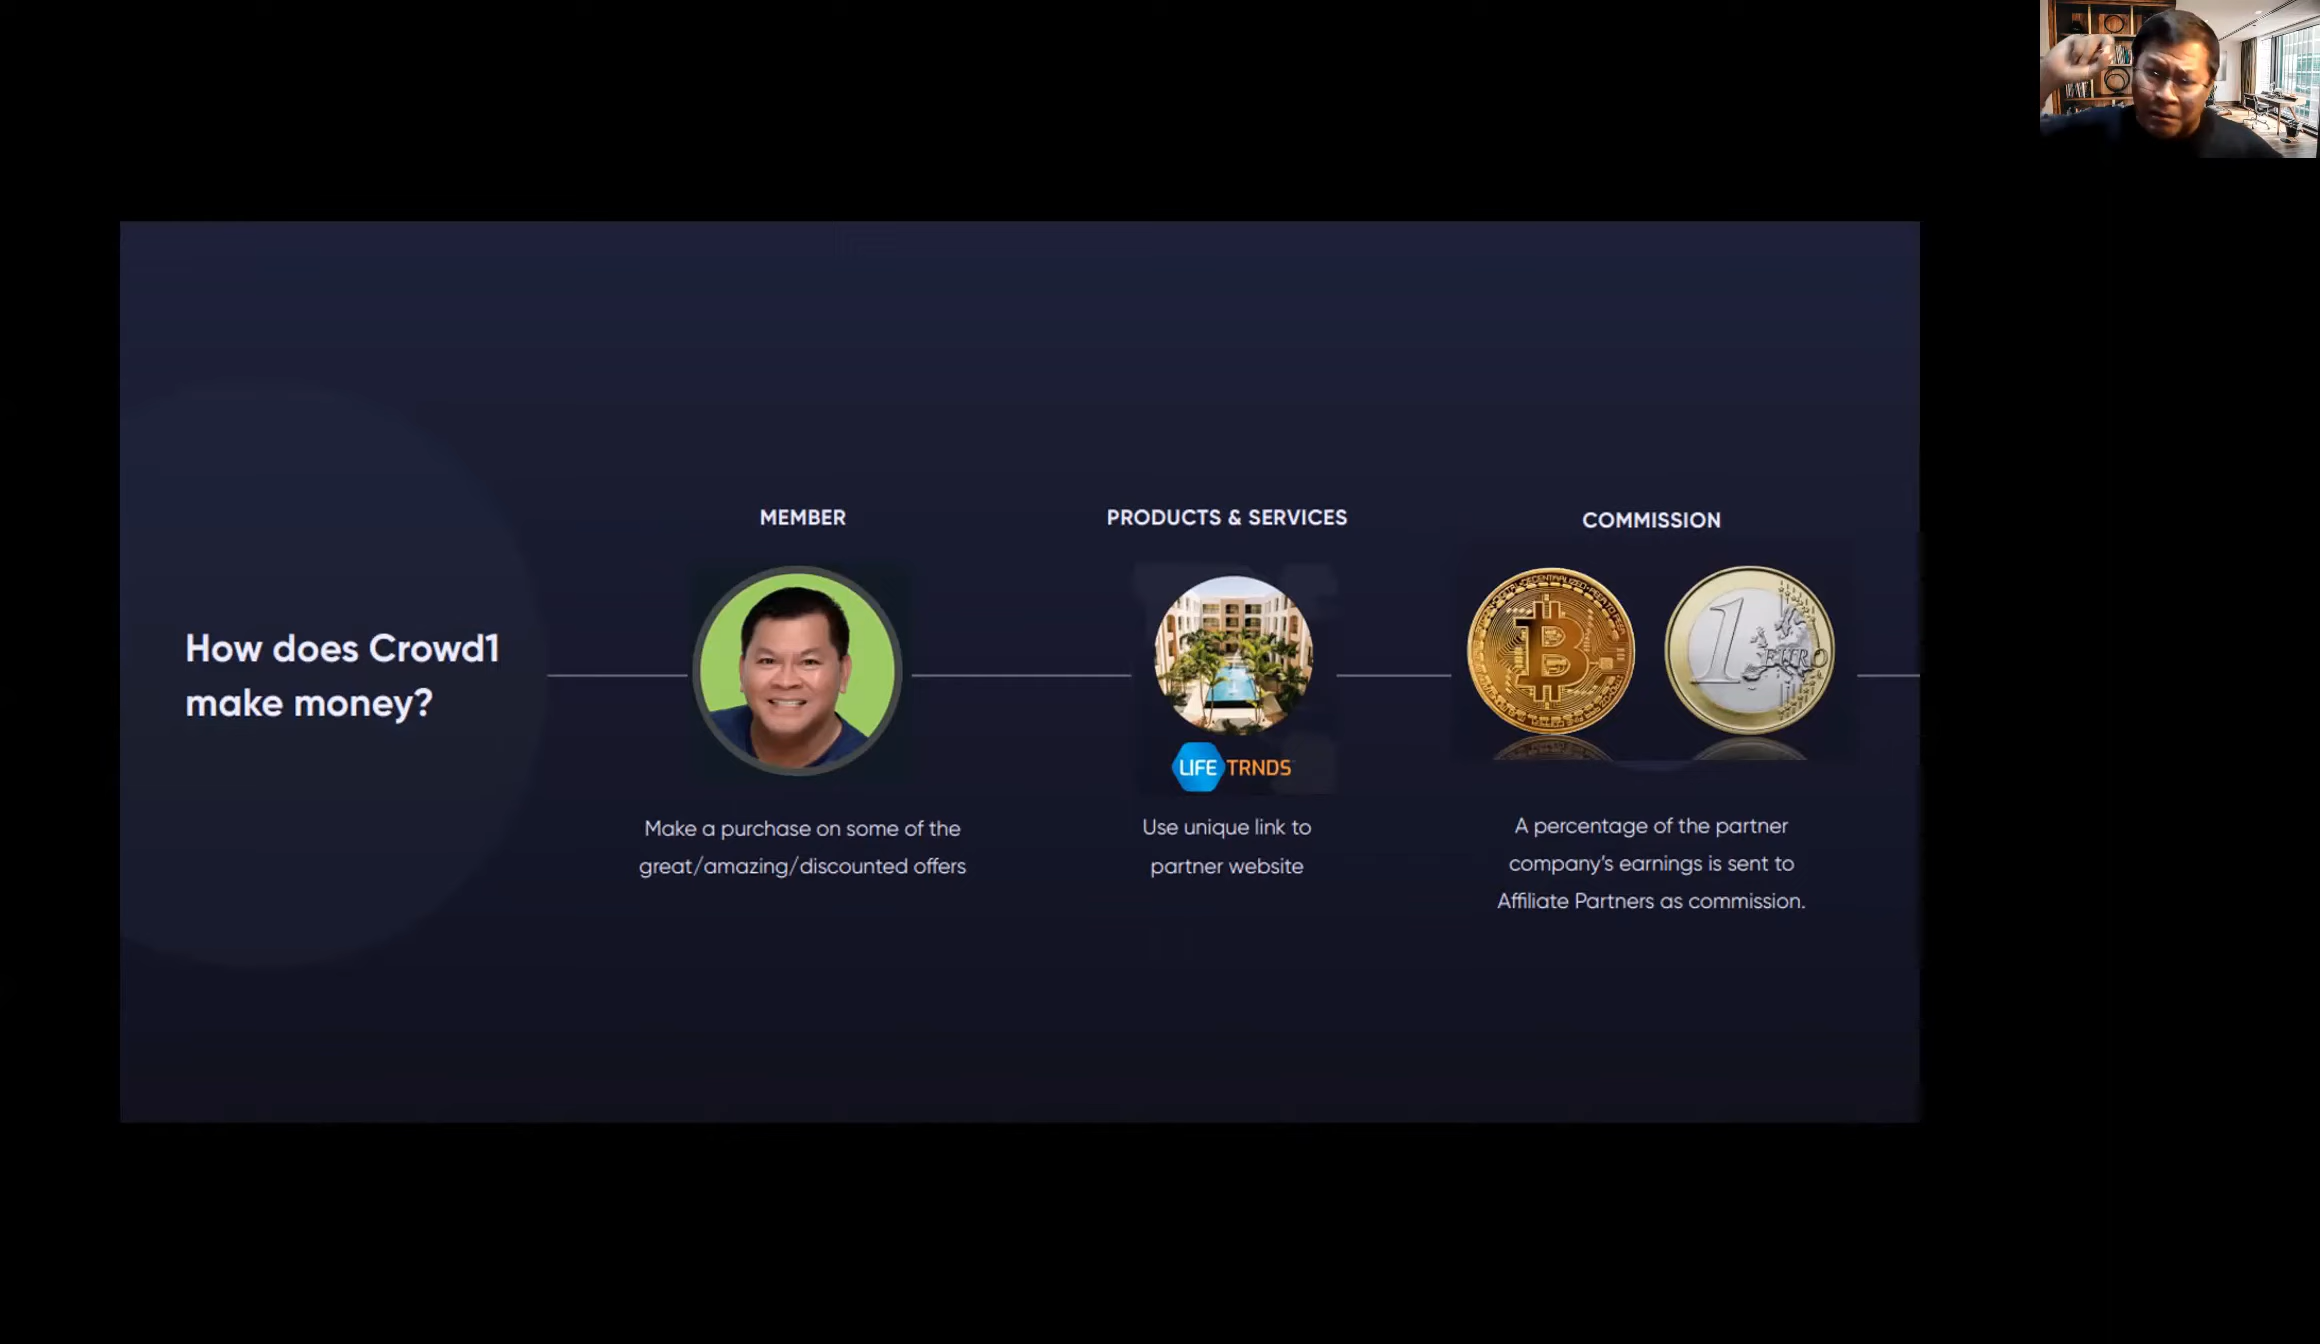 How does Crowd1
make money?
MEMBER
Make a purchase on some of the
great/amazing/discounted offers
PRODUCTS & SERVICES
LIFE TRNDS
Use unique link to
partner website
COMMISSION
B
1 EURO
A percentage of the partner
company's earnings is sent to
Affiliate Partners as commission.